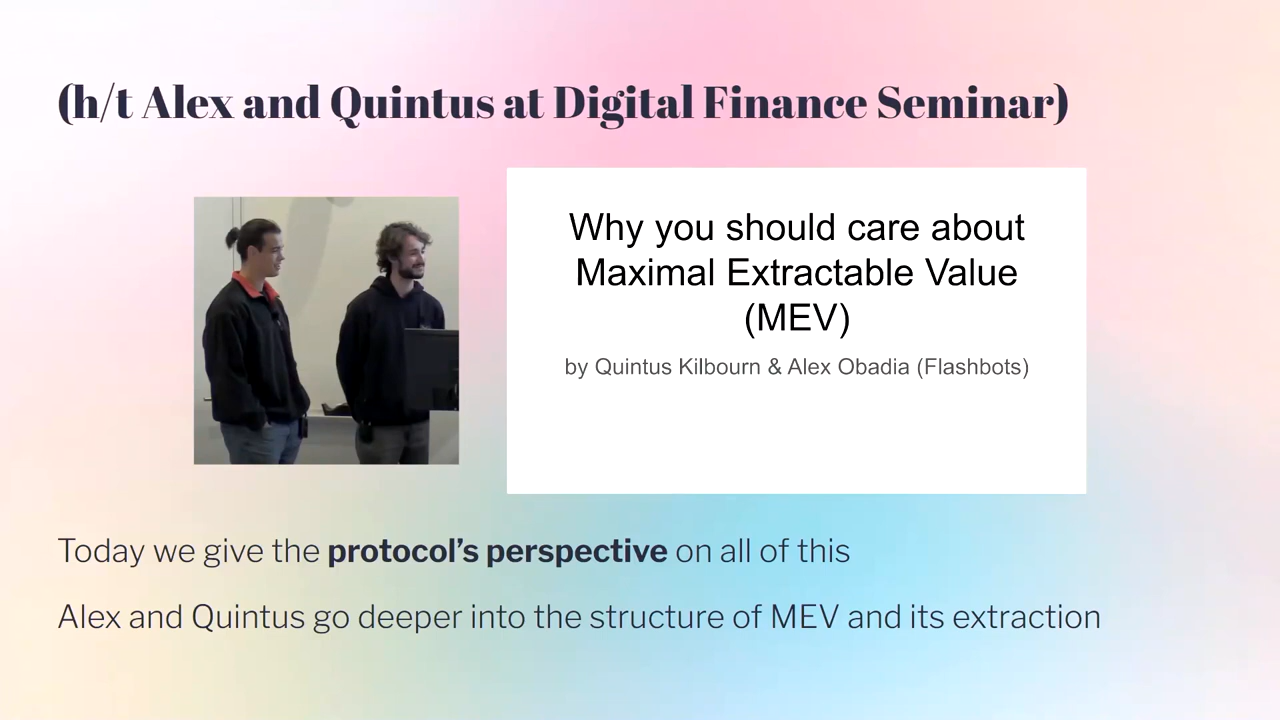 (h/t Alex and Quintus at Digital Finance Seminar)
Why you should care about
Maximal Extractable Value
(MEV)
by Quintus Kilbourn & Alex Obadia (Flashbots)
Today we give the protocol’s perspective on all of this
Alex and Quintus go deeper into the structure of MEV and its extraction